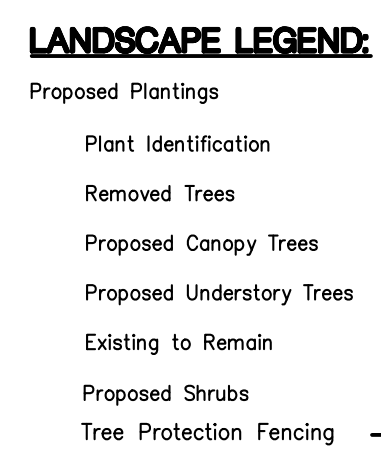 LANDSCAPE LEGEND:
Proposed Plantings
Plant Identification
Removed Trees
Proposed Canopy Trees
Proposed Understory Trees
Existing to Remain
Proposed Shrubs
Tree Protection Fencing